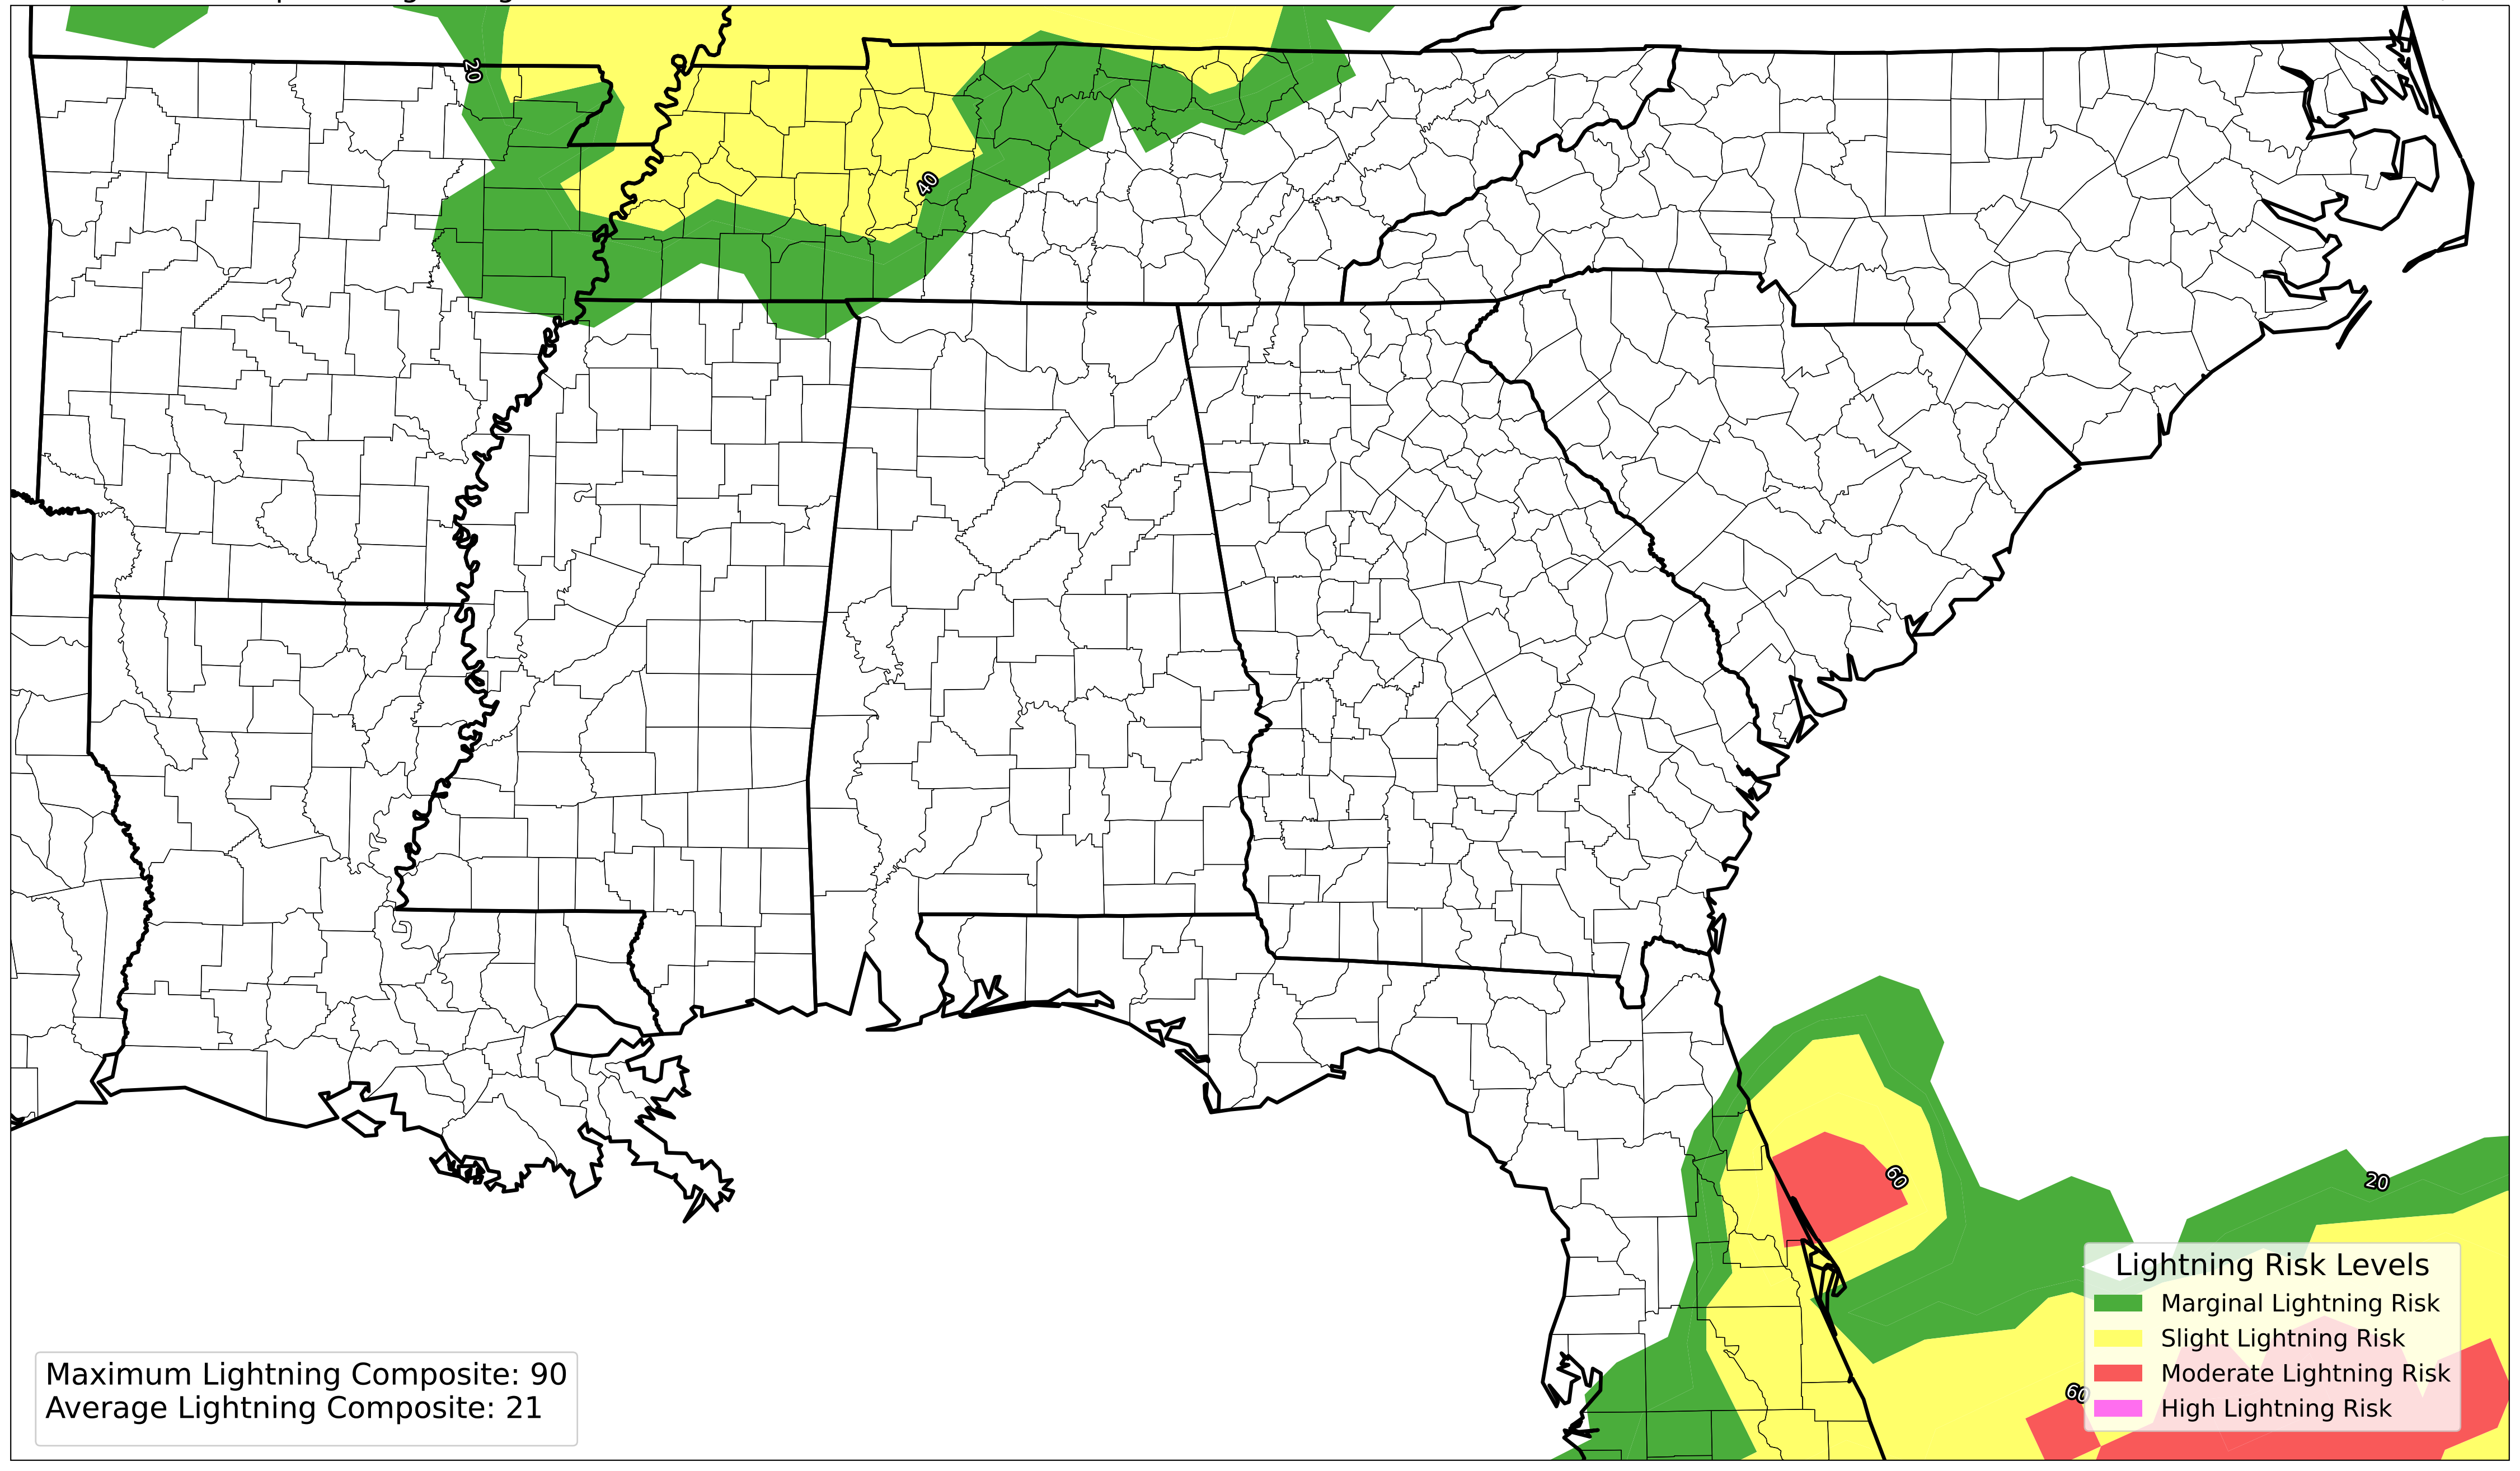 20
40
60
20
Lightning Risk Levels
Marginal Lightning Risk
Slight Lightning Risk
Moderate Lightning Risk
High Lightning Risk
60
Maximum Lightning Composite: 90
Average Lightning Composite: 21